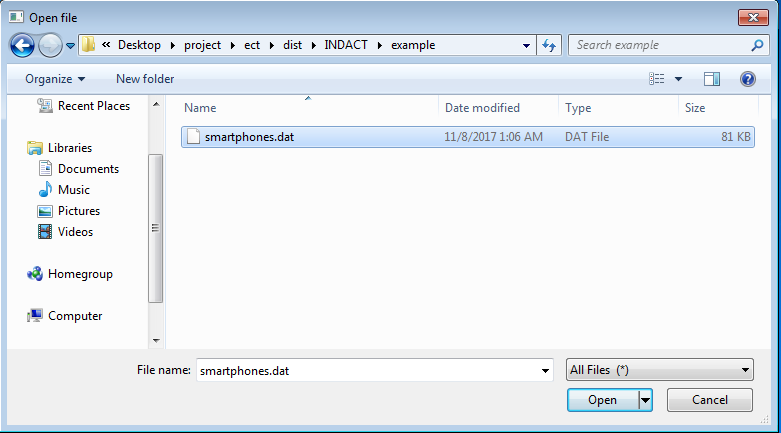 Open file
« Desktop ▸ project ▸ ect ▸ dist ▸ INDACT ▸ example
Search example
Organize New folder
Recent Places
Libraries
Documents
Music
Pictures
Videos
Homegroup
Computer
Name Date modified Type Size
smartphones.dat 11/8/2017 1:06 AM DAT File 81 KB
File name: smartphones.dat All Files (*)
Open Cancel